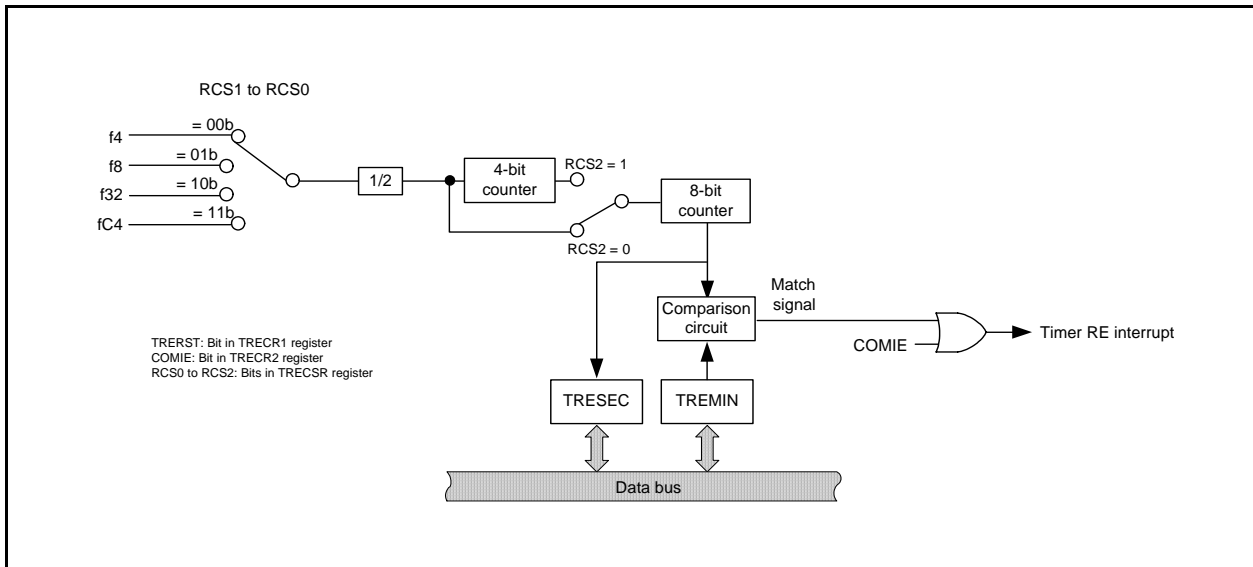 RCS1 to RCS0
f4
= 00b
f8
= 01b
f32
= 10b
fC4
= 11b
1/2
4-bit
counter
RCS2 = 1
RCS2 = 0
8-bit
counter
Comparison
circuit
Match
signal
COMIE
Timer RE interrupt
TRERST: Bit in TRECR1 register
COMIE: Bit in TRECR2 register
RCS0 to RCS2: Bits in TRECSR register
TRESEC
TREMIN
Data bus